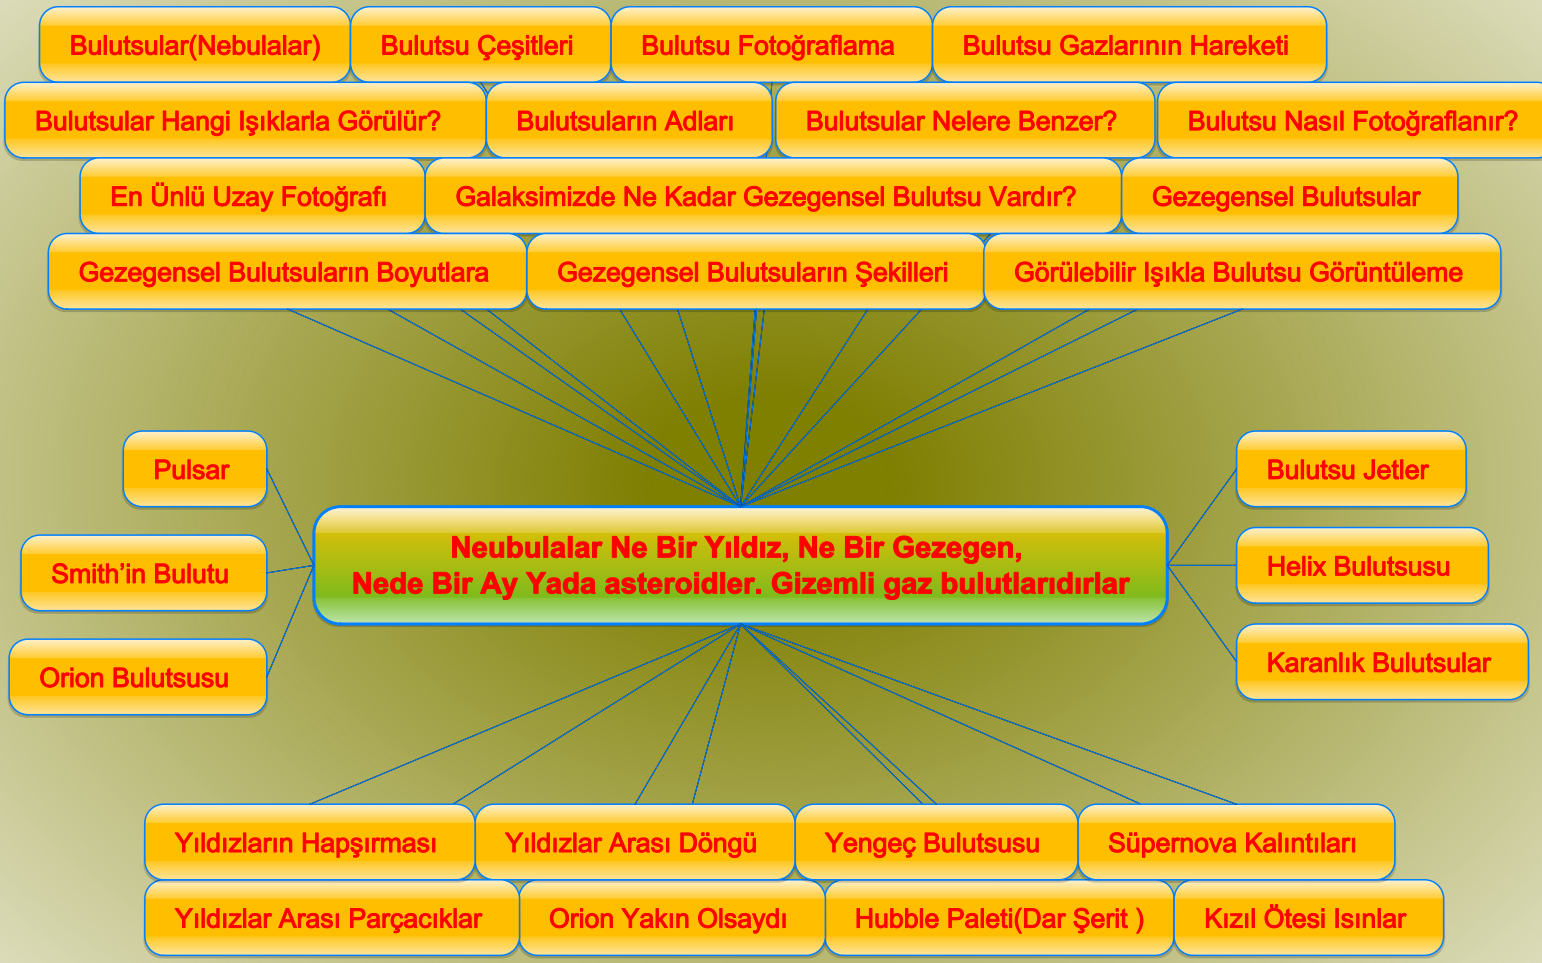 Bulutsular(Nebulalar)
Bulutsu Çeşitleri
Bulutsu Fotoğraflama
Bulutsu Gazlarının Hareketi
Bulutsular Hangi Işıklarla Görülür?
Bulutsuların Adları
Bulutsular Nelere Benzer?
Bulutsu Nasıl Fotoğraflanır?
En Ünlü Uzay Fotoğrafı
Galaksimizde Ne Kadar Gezegensel Bulutsu Vardır?
Gezegensel Bulutsular
Gezegensel Bulutsuların Boyutlara
Gezegensel Bulutsuların Şekilleri
Görülebilir Işıkla Bulutsu Görüntüleme
Pulsar
Smith’in Bulutu
Orion Bulutsusu
Neubulalar Ne Bir Yıldız, Ne Bir Gezegen,
Nede Bir Ay Yada asteroidler. Gizemli gaz bulutlarıdırlar
Bulutsu Jetler
Helix Bulutsusu
Karanlık Bulutsular
Yıldızların Hapşırması
Yıldızlar Arası Döngü
Yengeç Bulutsusu
Süpernova Kalıntıları
Yıldızlar Arası Parçacıklar
Orion Yakın Olsaydı
Hubble Paleti(Dar Şerit )
Kızıl Ötesi Isınlar